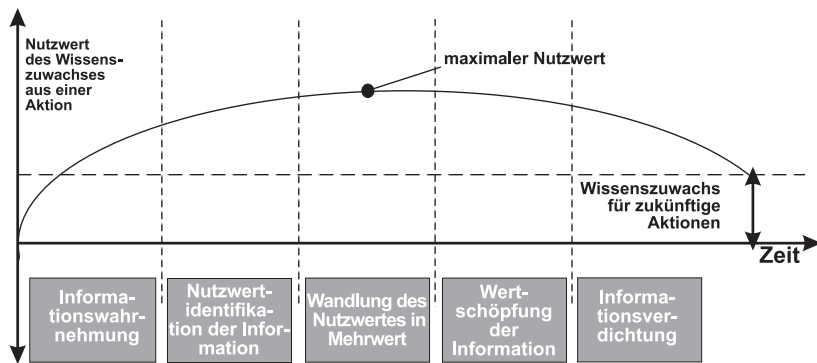 Nutzwert
des Wissens-
zuwachses
aus einer
Aktion
maximaler Nutzwert
Wissenszuwachs
für zukünftige
Aktionen
Zeit
Informa-
tionswahr-
nehmung
Nutzwert-
identifika-
tion der Infor-
mation
Wandlung des
Nutzwertes in
Mehrwert
Wert-
schöpfung
der
Information
Informa-
tionsver-
dichtung